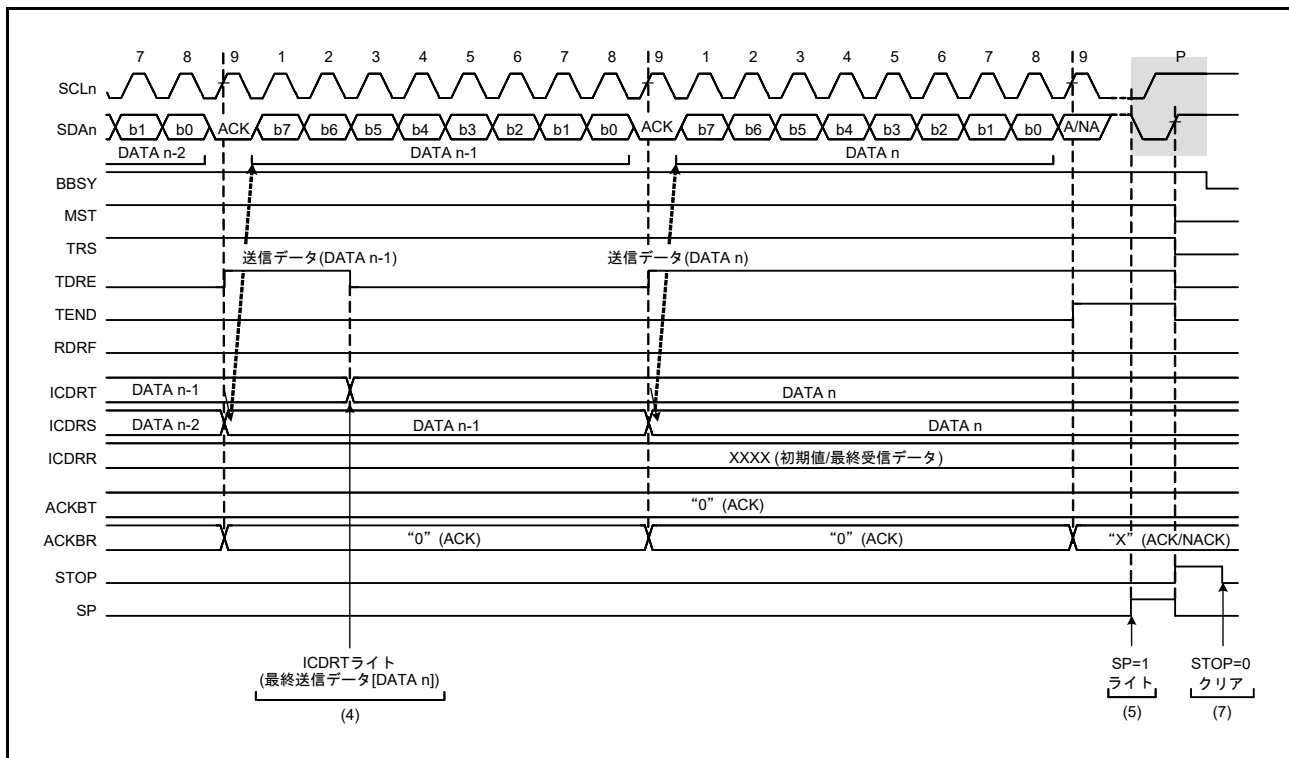 7 8 9 1 2 3 4 5 6 7 8 9 1 2 3 4 5 6 7 8 9 P
SCLn
SDAn b1 b0 ACK b7 b6 b5 b4 b3 b2 b1 b0 ACK b7 b6 b5 b4 b3 b2 b1 b0 A/NA
DATA n-2 DATA n-1 DATA n
BBSY
MST
TRS
送信データ(DATA n-1) 送信データ(DATA n)
TDRE
TEND
RDRF
ICDRT DATA n-1 DATA n
ICDRS DATA n-2 DATA n-1 DATA n
ICDRR XXXX (初期値/最終受信データ)
ACKBT “0” (ACK)
ACKBR “0” (ACK) “0” (ACK) “X” (ACK/NACK)
STOP
SP
ICDRTライト
(最終送信データ[DATA n])
(4)
SP=1
ライト
(5)
STOP=0
クリア
(7)